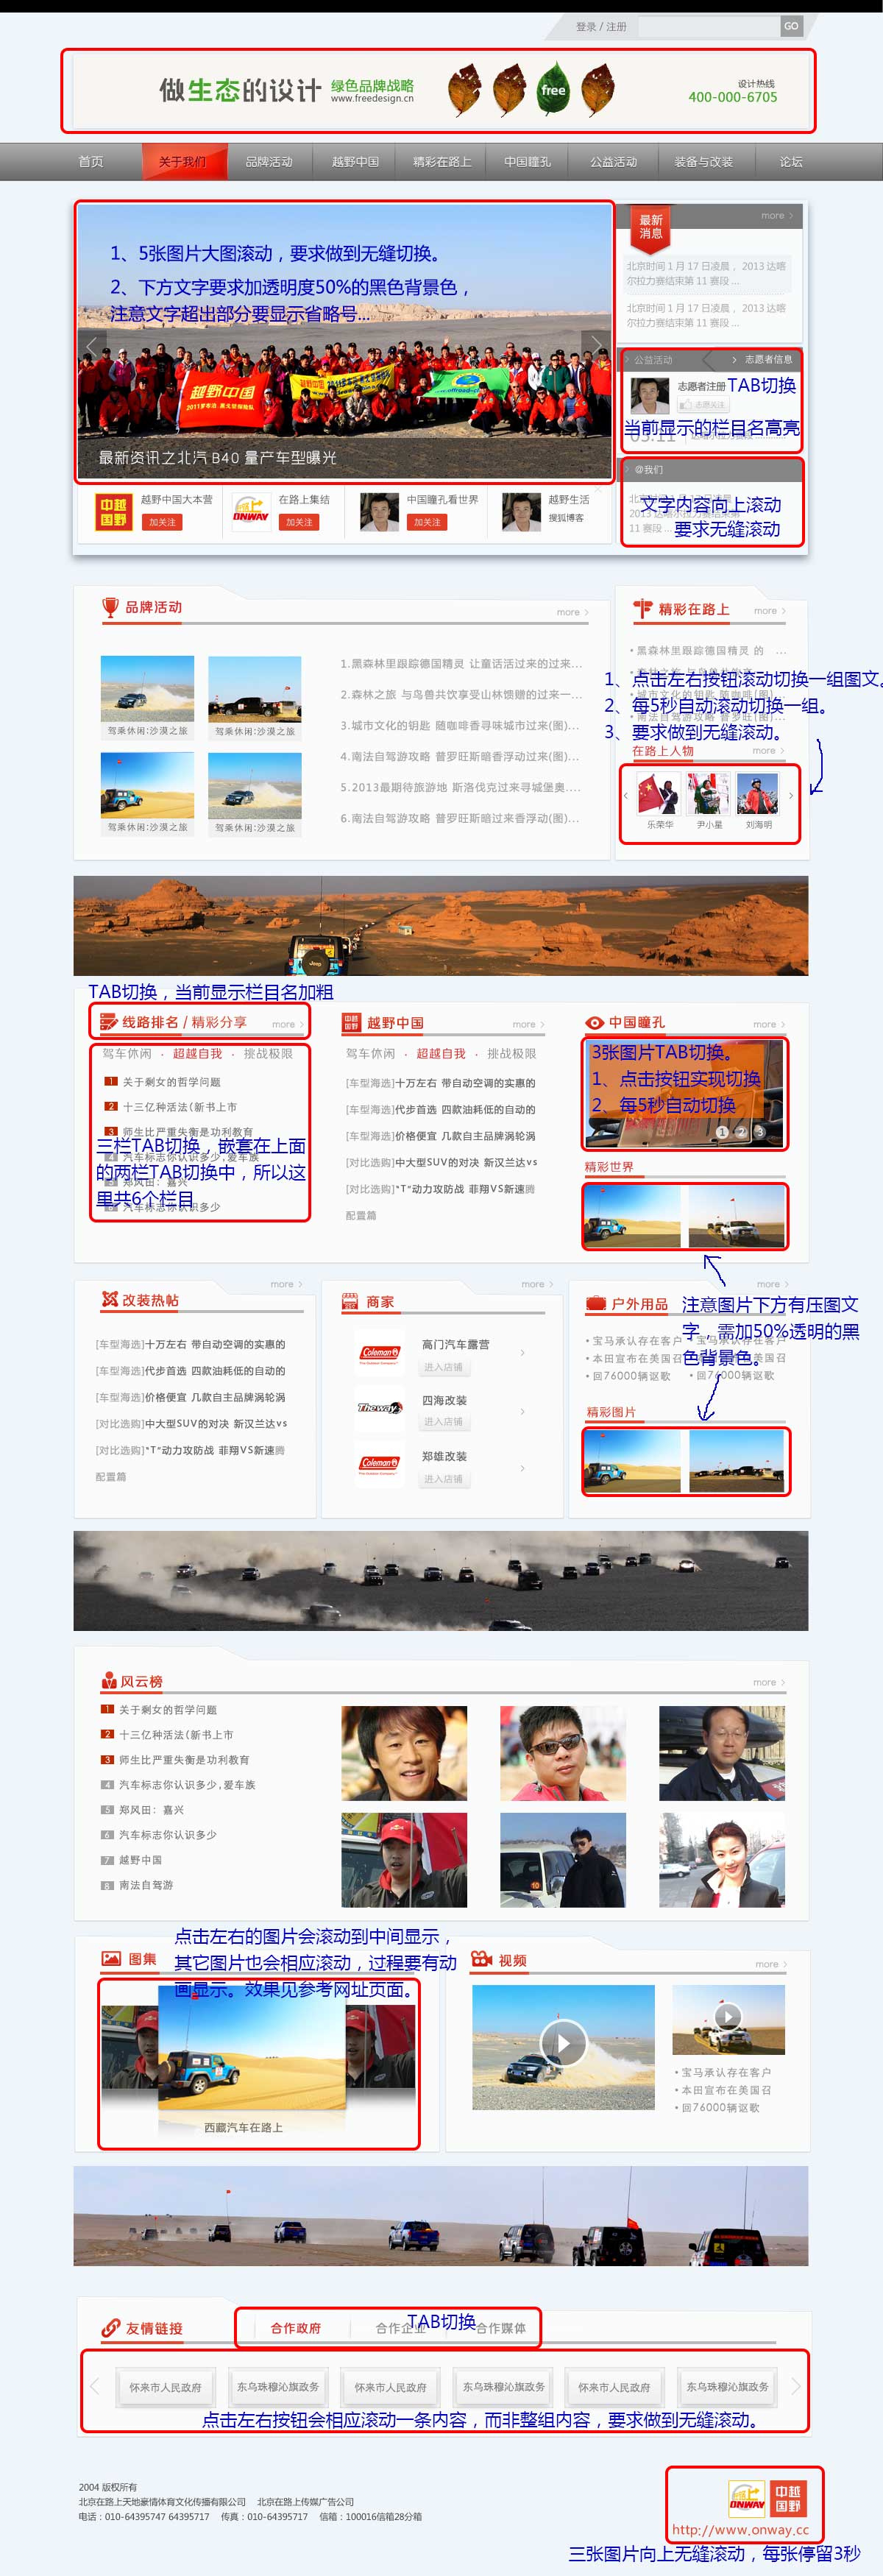 登录 / 注册
GO
做生态的设计
绿色品牌战略
www.freedesign.cn
free
设计热线
400-000-6705
首页
关于我们
品牌活动
越野中国
精彩在路上
中国瞳孔
公益活动
装备与改装
论坛
1、5张图片大图滚动，要求做到无缝切换。
2、下方文字要求加透明度50%的黑色背景色，
注意文字超出部分要显示省略号...
越野中国
最新资讯之北汽 B40 量产车型曝光
最新
消息
more
北京时间 1 月 17 日凌晨， 2013 达喀
尔拉力赛结束第 11 赛段 ...
北京时间 1 月 17 日凌晨， 2013 达喀
尔拉力赛结束第 11 赛段 ...
公益活动
志愿者信息
志愿者注册
TAB切换
志愿关注
当前显示的栏目名高亮
@我们
文字内容向上滚动
要求无缝滚动
11 赛段 ...
中越
国野
越野中国大本营
加关注
ONWAY
在路上集结
加关注
中国瞳孔看世界
加关注
越野生活
搜狐博客
品牌活动
more
驾乘休闲:沙漠之旅
驾乘休闲:沙漠之旅
驾乘休闲:沙漠之旅
驾乘休闲:沙漠之旅
1.黑森林里跟踪德国精灵 让童话活过来的过来...
2.森林之旅 与鸟兽共饮享受山林馈赠的过来一...
3.城市文化的钥匙 随咖啡香寻味城市过来(图)...
4.南法自驾游攻略 普罗旺斯暗香浮动过来(图)...
5.2013最期待旅游地 斯洛伐克过来寻城堡奥....
6.南法自驾游攻略 普罗旺斯暗过来香浮动(图)...
精彩在路上
more
• 黑森林里跟踪德国精灵 的 ...
1、点击左右按钮滚动切换一组图文。
2、每5秒自动滚动切换一组。
3、要求做到无缝滚动。
在路上人物
more
乐荣华
尹小星
刘海明
TAB切换，当前显示栏目名加粗
线路排名 / 精彩分享
more
驾车休闲 · 超越自我 · 挫战极限
1 关于剩女的哲学问题
2 十三亿种活法(新书上市
3 师生比严重失衡是功利教育
三栏TAB切换，嵌套在上面
的两栏TAB切换中，所以这
里共6个栏目
4 汽车标志你认识多少,爱车族
5 郑风田：嘉兴
汽车标志你认识多少
中越
国野
越野中国
more
驾车休闲 · 超越自我 · 挫战极限
[车型海选]十万左右 带自动空调的实惠的
[车型海选]代步首选 四款油耗低的自动的
[车型海选]价格便宜 几款自主品牌涡轮涡
[对比选购]中大型SUV的对决 新汉兰达vs
[对比选购]“T”动力攻防战 菲翔VS新速腾
配置篇
中国瞳孔
more
3张图片TAB切换。
1、点击按钮实现切换
2、每5秒自动切换
1 2 3
精彩世界
注意图片下方有压图文
字，需加50%透明的黑
色背景色。
改装热帖
more
[车型海选]十万左右 带自动空调的实惠的
[车型海选]代步首选 四款油耗低的自动的
[车型海选]价格便宜 几款自主品牌涡轮涡
[对比选购]中大型SUV的对决 新汉兰达vs
[对比选购]“T”动力攻防战 菲翔VS新速腾
配置篇
商家
more
Coleman
高门汽车露营
进入店铺
Theway
四海改装
进入店铺
Coleman
郑雄改装
进入店铺
户外用品
more
• 宝马承认存在客户
• 本田宣布在美国召
• 回76000辆讴歌
• 回76000辆讴歌
精彩图片
风云榜
more
1 关于剩女的哲学问题
2 十三亿种活法(新书上市
3 师生比严重失衡是功利教育
4 汽车标志你认识多少,爱车族
5 郑风田：嘉兴
6 汽车标志你认识多少
7 越野中国
8 南法自驾游
点击左右的图片会滚动到中间显示，
其它图片也会相应滚动，过程要有动
画显示。效果见参考网址页面。
图集
西藏汽车在路上
视频
more
• 宝马承认存在客户
• 本田宣布在美国召
• 回76000辆讴歌
友情链接
合作政府
合作企业
合作媒体
TAB切换
怀来市人民政府
东乌珠穆沁旗政务
怀来市人民政府
东乌珠穆沁旗政务
怀来市人民政府
东乌珠穆沁旗政务
点击左右按钮会相应滚动一条内容，而非整组内容，要求做到无缝滚动。
2004 版权所有
北京在路上天地豪情体育文化传播有限公司 北京在路上传媒广告公司
电话：010-64395747 64395717 传真：010-64395717 信箱：100016信箱28分箱
ONWAY
中越
国野
http://www.onway.cc
三张图片向上无缝滚动，每张停留3秒